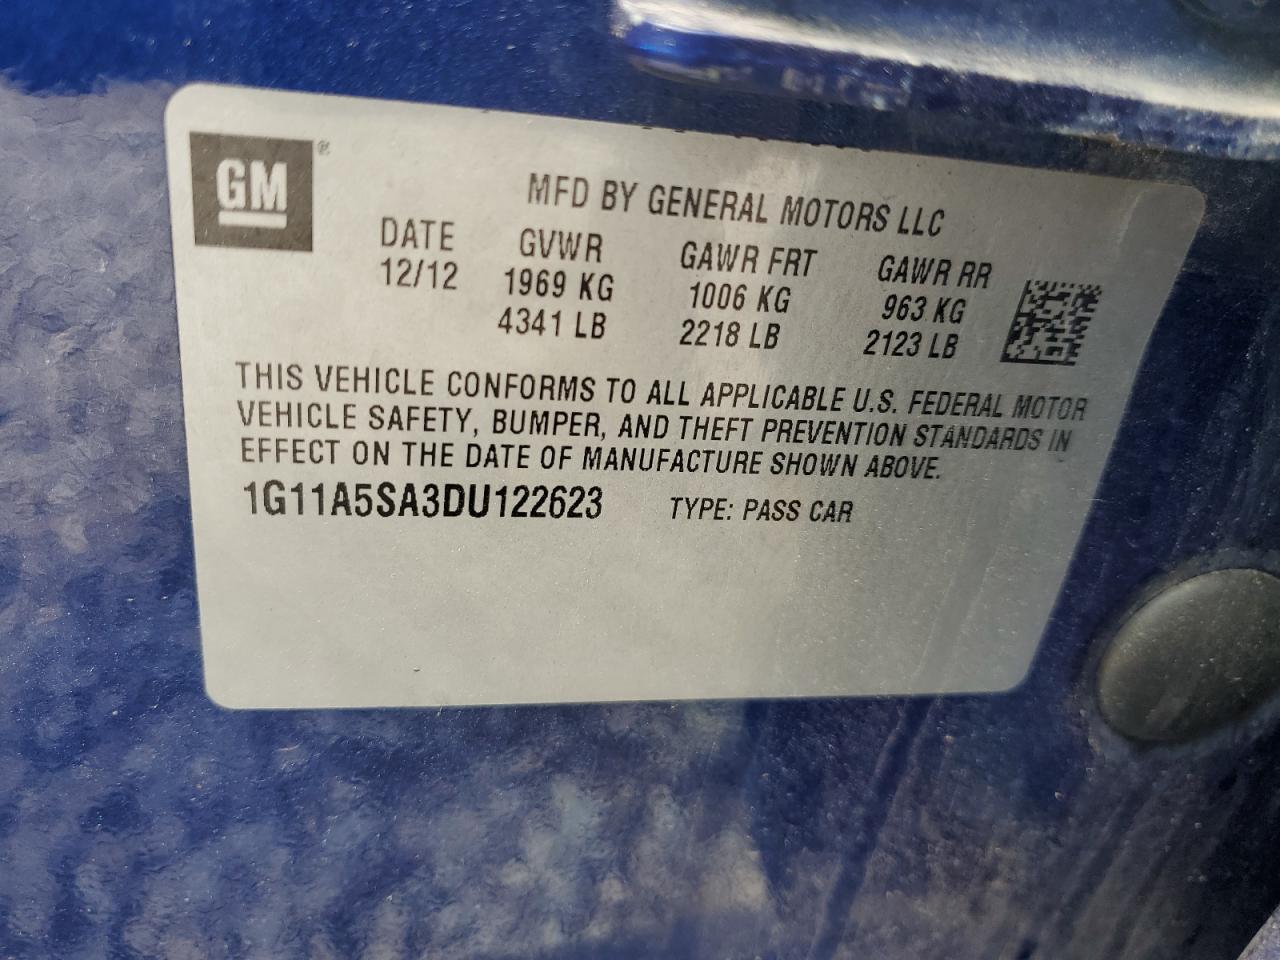 GM ®
MFD BY GENERAL MOTORS LLC
DATE GVWR GAWR FRT GAWR RR
12/12 1969 KG 1006 KG 963 KG
4341 LB 2218 LB 2123 LB
THIS VEHICLE CONFORMS TO ALL APPLICABLE U.S. FEDERAL MOTOR
VEHICLE SAFETY, BUMPER, AND THEFT PREVENTION STANDARDS IN
EFFECT ON THE DATE OF MANUFACTURE SHOWN ABOVE.
1G11A5SA3DU122623 TYPE: PASS CAR